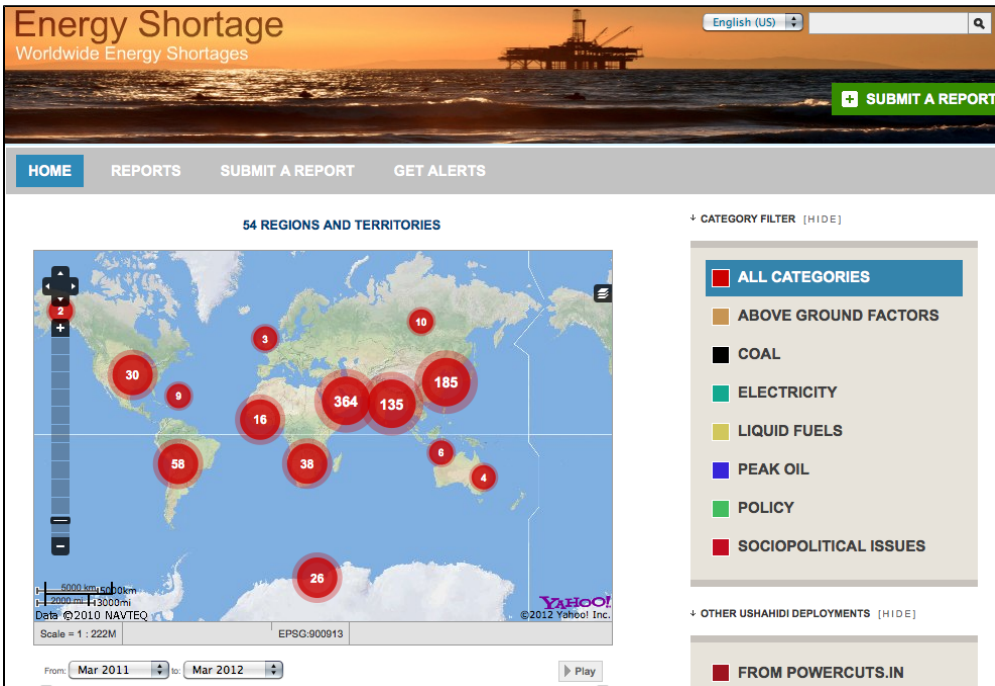 Energy Shortage
Worldwide Energy Shortages
English (US)
SUBMIT A REPORT
HOME REPORTS SUBMIT A REPORT GET ALERTS
54 REGIONS AND TERRITORIES
2
3
10
30
9
16
364
135
185
58
38
6
4
26
5000 km 5000km
2000 mi 3000mi
Data ©2010 NAVTEQ
YAHOO!
©2012 Yahoo! Inc.
Scale = 1 : 222M EPSG:900913
From: Mar 2011 to: Mar 2012 Play
CATEGORY FILTER [HIDE]
ALL CATEGORIES
ABOVE GROUND FACTORS
COAL
ELECTRICITY
LIQUID FUELS
PEAK OIL
POLICY
SOCIOPOLITICAL ISSUES
OTHER USHAHIDI DEPLOYMENTS [HIDE]
FROM POWERCUTS.IN